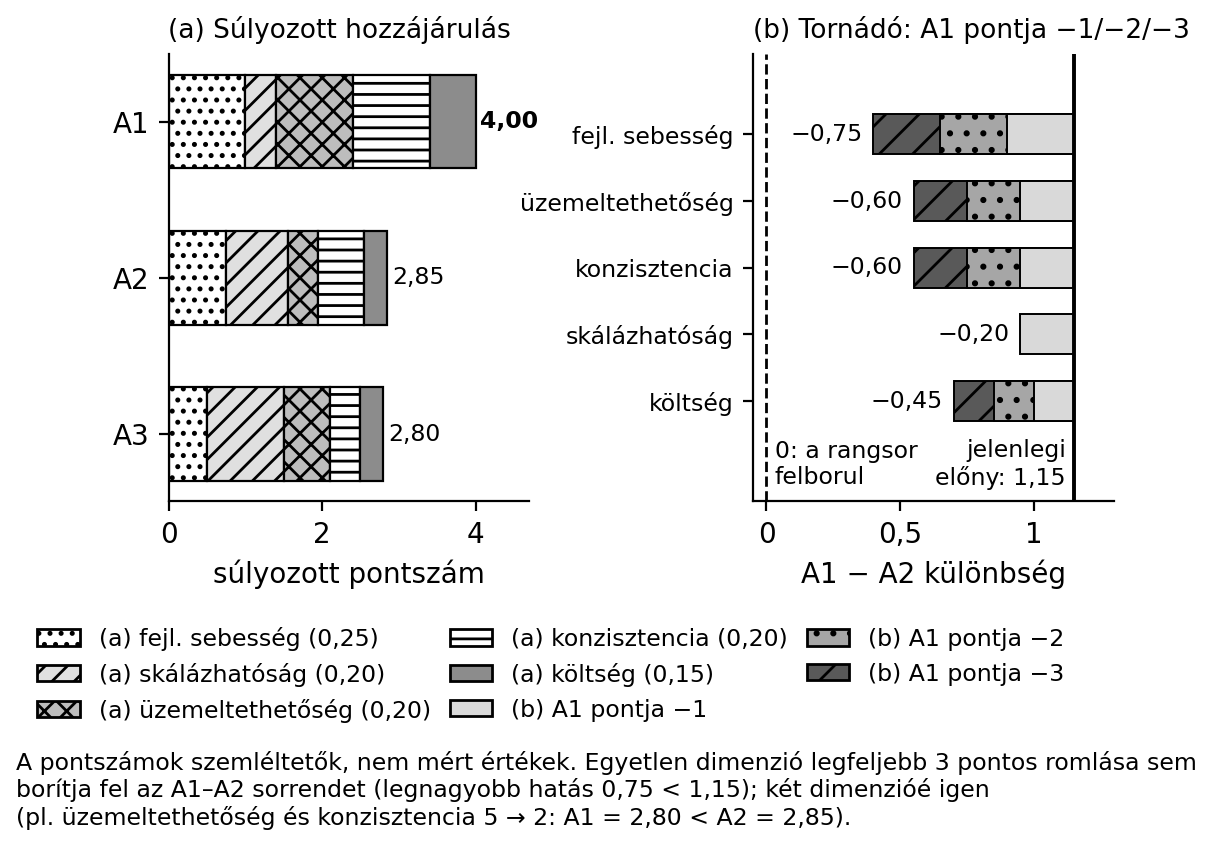 (a) Súlyozott hozzájárulás
A1
4,00
A2
2,85
A3
2,80
0 2 4
súlyozott pontszám
(b) Tornádó: A1 pontja −1/−2/−3
fejl. sebesség
−0,75
üzemeltethetőség
−0,60
konzisztencia
−0,60
skálázhatóság
−0,20
költség
−0,45
0: a rangsor
felborul
jelenlegi
előny: 1,15
0 0,5 1
A1 − A2 különbség
(a) fejl. sebesség (0,25)
(a) skálázhatóság (0,20)
(a) üzemeltethetőség (0,20)
(a) konzisztencia (0,20)
(a) költség (0,15)
(b) A1 pontja −1
(b) A1 pontja −2
(b) A1 pontja −3
A pontszámok szemléltetők, nem mért értékek. Egyetlen dimenzió legfeljebb 3 pontos romlása sem
borítja fel az A1–A2 sorrendet (legnagyobb hatás 0,75 < 1,15); két dimenzióé igen
(pl. üzemeltethetőség és konzisztencia 5 → 2: A1 = 2,80 < A2 = 2,85).